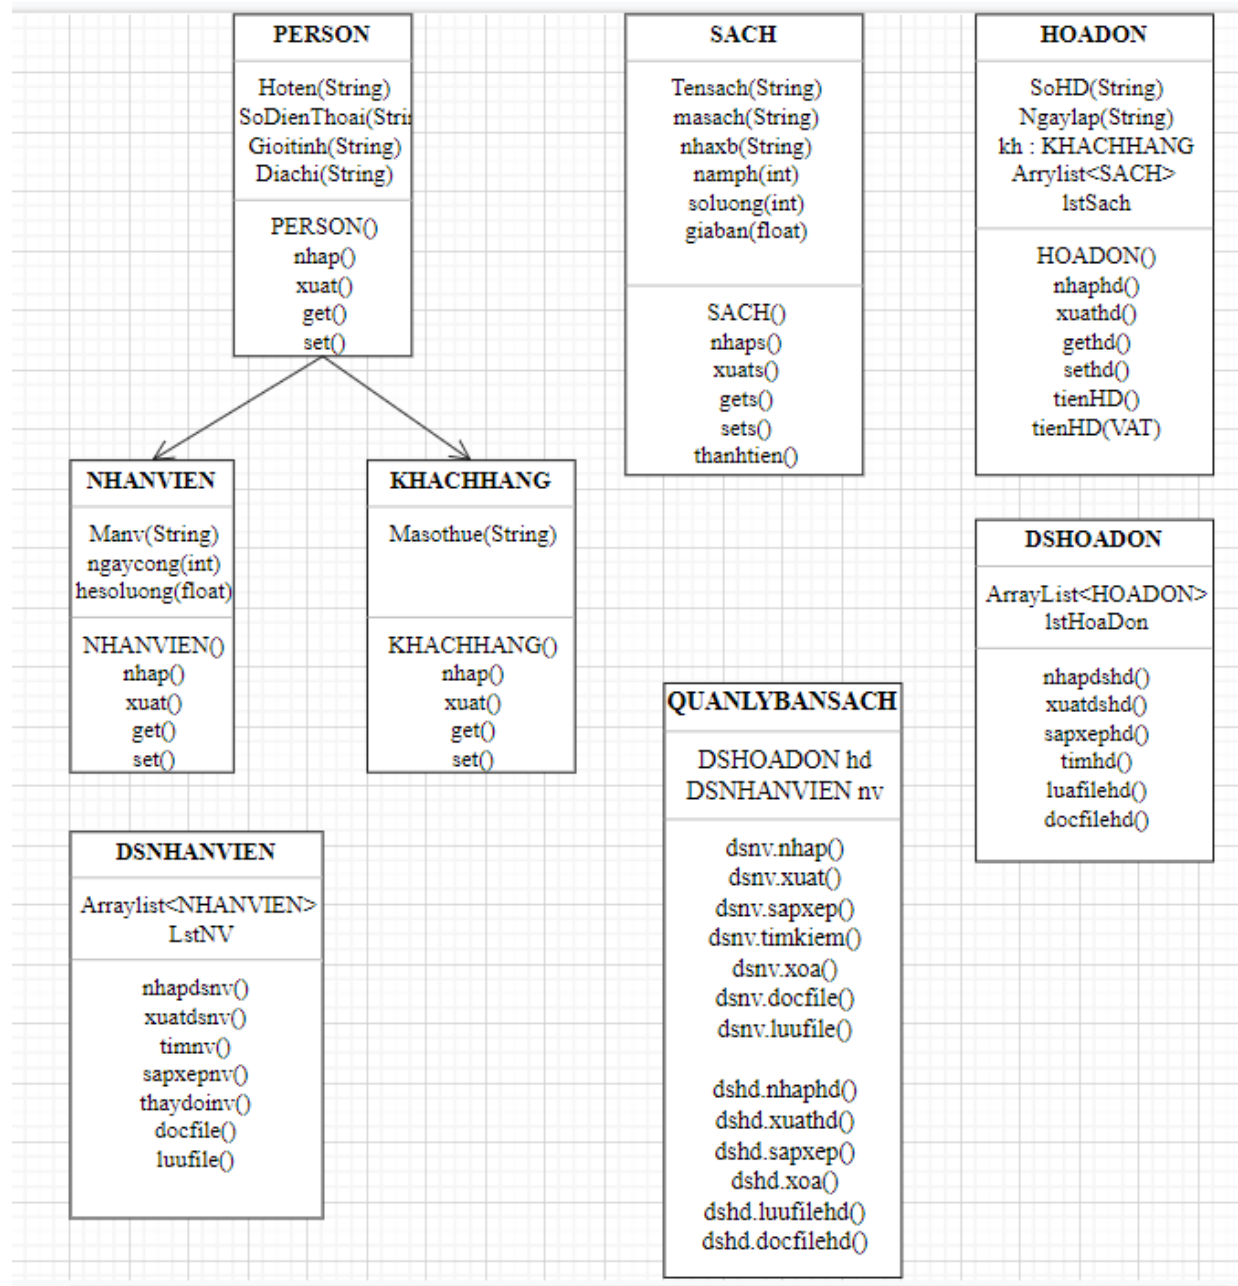 PERSON
Hoten(String)
SoDienThoai(Stri
Gioitinh(String)
Diachi(String)
PERSON()
nhap()
xuat()
get()
set()
SACH
Tensach(String)
masach(String)
nhaxb(String)
namph(int)
soluong(int)
giaban(float)
SACH()
nhaps()
xuats()
gets()
sets()
thanhtien()
HOADON
SoHD(String)
Ngaylap(String)
kh : KHACHHANG
Arrylist<SACH>
lstSach
HOADON()
nhaphd()
xuathd()
gethd()
sethd()
tienHD()
tienHD(VAT)
NHANVIEN
Manv(String)
ngaycong(int)
hesoluong(float)
NHANVIEN()
nhap()
xuat()
get()
set()
KHACHHANG
Masothue(String)
KHACHHANG()
nhap()
xuat()
get()
set()
DSHOADON
ArrayList<HOADON>
lstHoaDon
nhapdshd()
xuatdshd()
sapxephd()
timhd()
luafilehd()
docfilehd()
QUANLYBANSACH
DSHOADON hd
DSNHANVIEN nv
dsnv.nhap()
dsnv.xuat()
dsnv.sapxep()
dsnv.timkiem()
dsnv.xoa()
dsnv.docfile()
dsnv.luufile()
dshd.nhaphd()
dshd.xuathd()
dshd.sapxep()
dshd.xoa()
dshd.luufilehd()
dshd.docfilehd()
DSNHANVIEN
Arraylist<NHANVIEN>
LstNV
nhapdsnv()
xuatdsnv()
timnv()
sapxepnv()
thaydoinv()
docfile()
luufile()